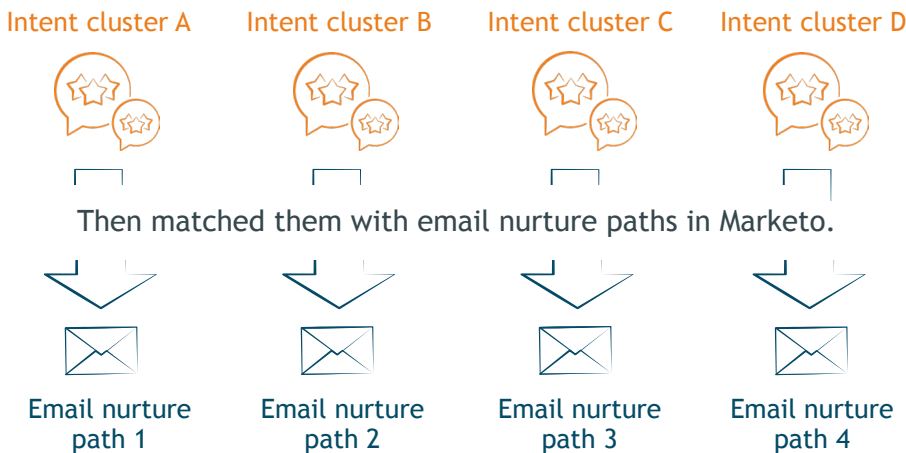 Intent cluster A
Intent cluster B
Intent cluster C
Intent cluster D
Then matched them with email nurture paths in Marketo.
Email nurture
path 1
Email nurture
path 2
Email nurture
path 3
Email nurture
path 4